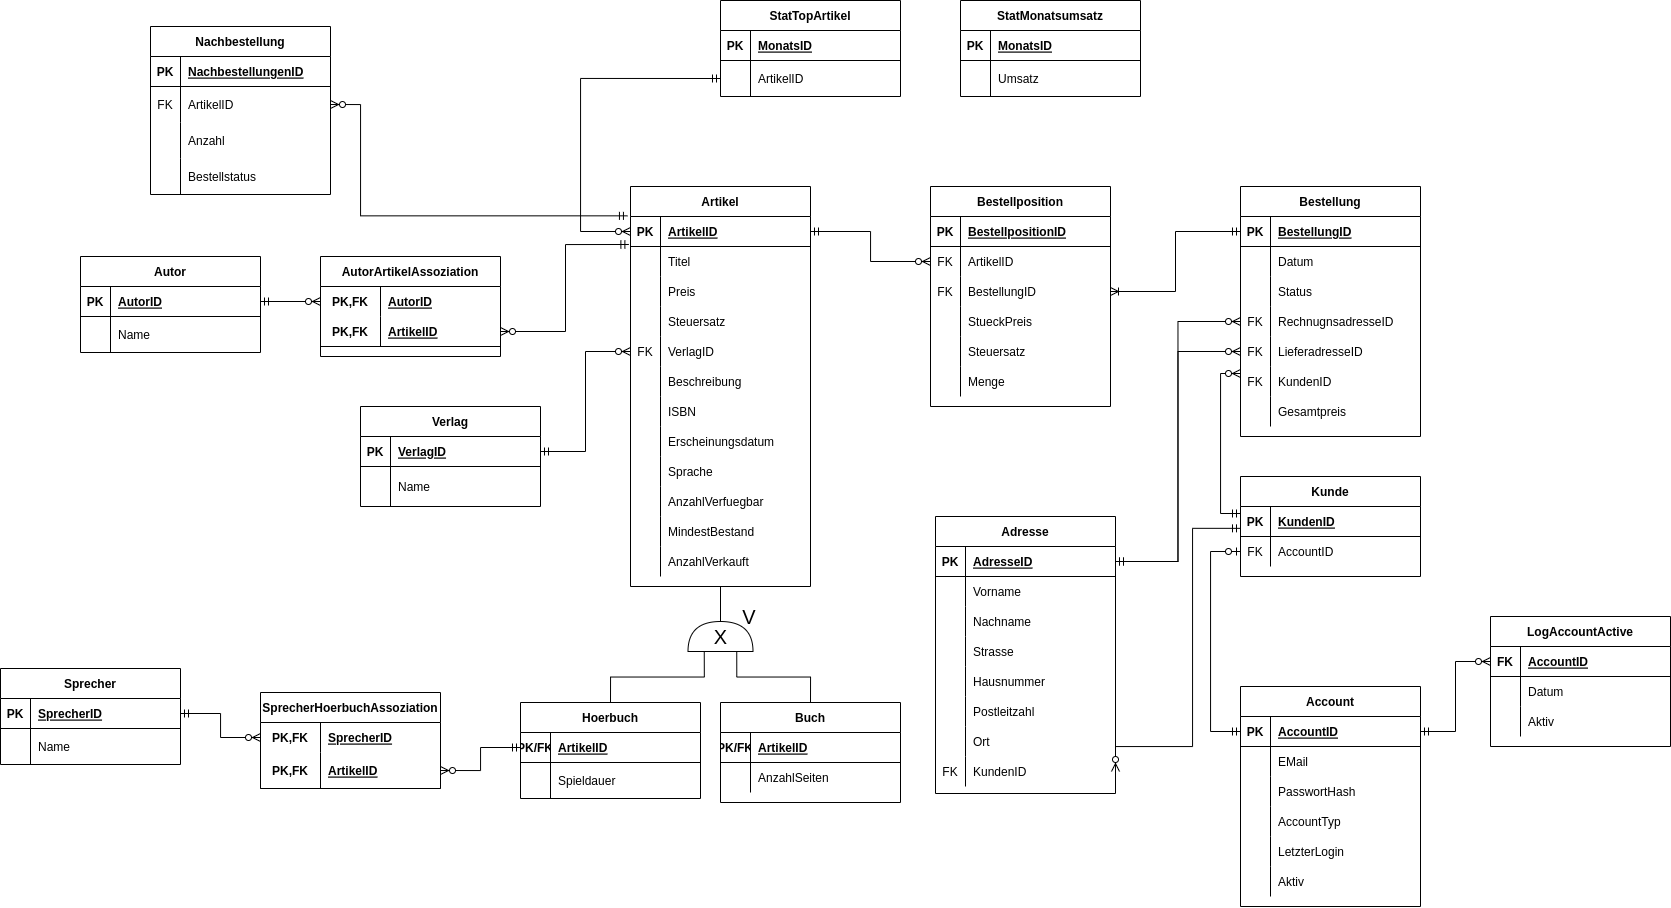 StatTopArtikel
PK MonatsID
ArtikelID
StatMonatsumsatz
PK MonatsID
Umsatz
Nachbestellung
PK NachbestellungenID
FK ArtikelID
Anzahl
Bestellstatus
Artikel
PK ArtikelID
Titel
Preis
Steuersatz
FK VerlagID
Beschreibung
ISBN
Erscheinungsdatum
Sprache
AnzahlVerfuegbar
MindestBestand
AnzahlVerkauft
Bestellposition
PK BestellpositionID
FK ArtikelID
FK BestellungID
StueckPreis
Steuersatz
Menge
Bestellung
PK BestellungID
Datum
Status
FK RechnugnsadresseID
FK LieferadresseID
FK KundenID
Gesamtpreis
Autor
PK AutorID
Name
AutorArtikelAssoziation
PK,FK AutorID
PK,FK ArtikelID
Verlag
PK VerlagID
Name
Kunde
PK KundenID
FK AccountID
Adresse
PK AdresseID
Vorname
Nachname
Strasse
Hausnummer
Postleitzahl
Ort
FK KundenID
V
X
LogAccountActive
FK AccountID
Datum
Aktiv
Account
PK AccountID
EMail
PasswortHash
AccountTyp
LetzterLogin
Aktiv
Sprecher
PK SprecherID
Name
SprecherHoerbuchAssoziation
PK,FK SprecherID
PK,FK ArtikelID
Hoerbuch
PK/FK ArtikelID
Spieldauer
Buch
PK/FK ArtikelID
AnzahlSeiten